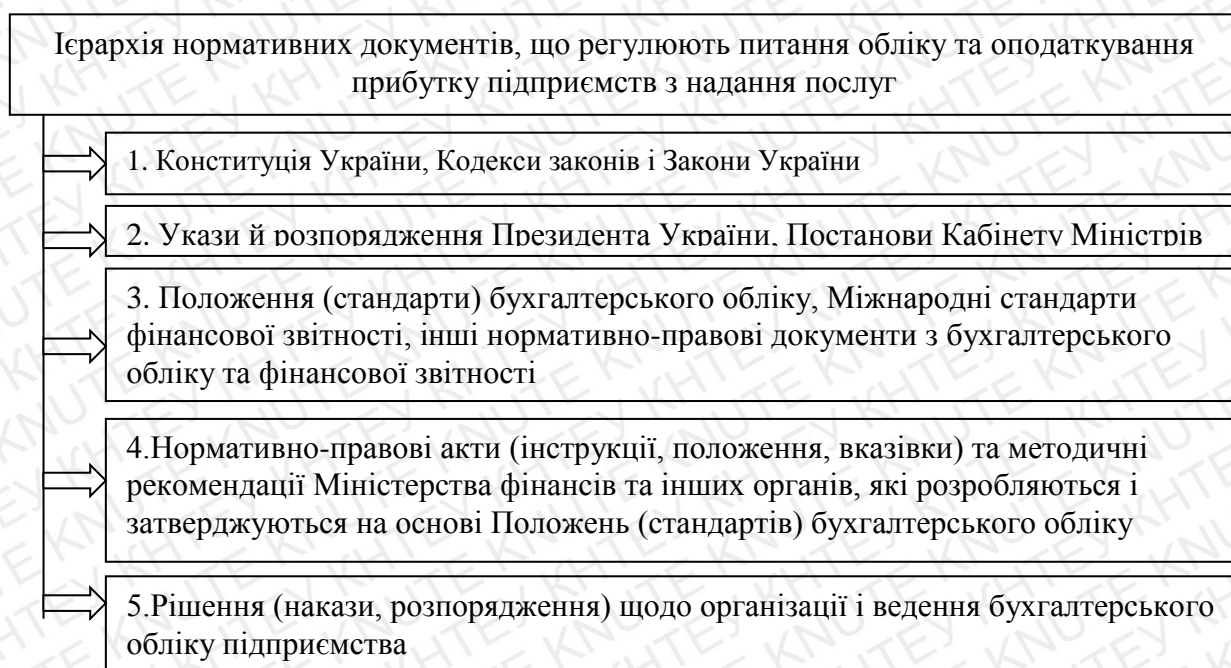 Ієрархія нормативних документів, що регулюють питання обліку та оподаткування
прибутку підприємств з надання послуг
1. Конституція України, Кодекси законів і Закони України
2. Укази й розпорядження Президента України, Постанови Кабінету Міністрів
3. Положення (стандарти) бухгалтерського обліку, Міжнародні стандарти
фінансової звітності, інші нормативно-правові документи з бухгалтерського
обліку та фінансової звітності
4.Нормативно-правові акти (інструкції, положення, вказівки) та методичні
рекомендації Міністерства фінансів та інших органів, які розробляються і
затверджуються на основі Положень (стандартів) бухгалтерського обліку
5.Рішення (накази, розпорядження) щодо організації і ведення бухгалтерського
обліку підприємства